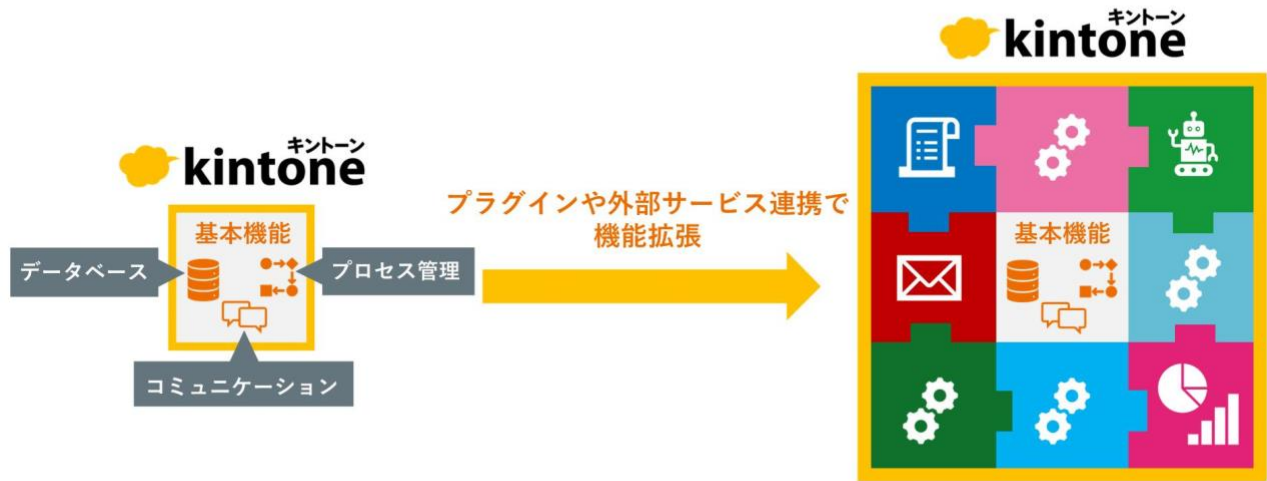 キントーン
kintone
基本機能
データベース
プロセス管理
コミュニケーション
プラグインや外部サービス連携で
機能拡張
キントーン
kintone
基本機能